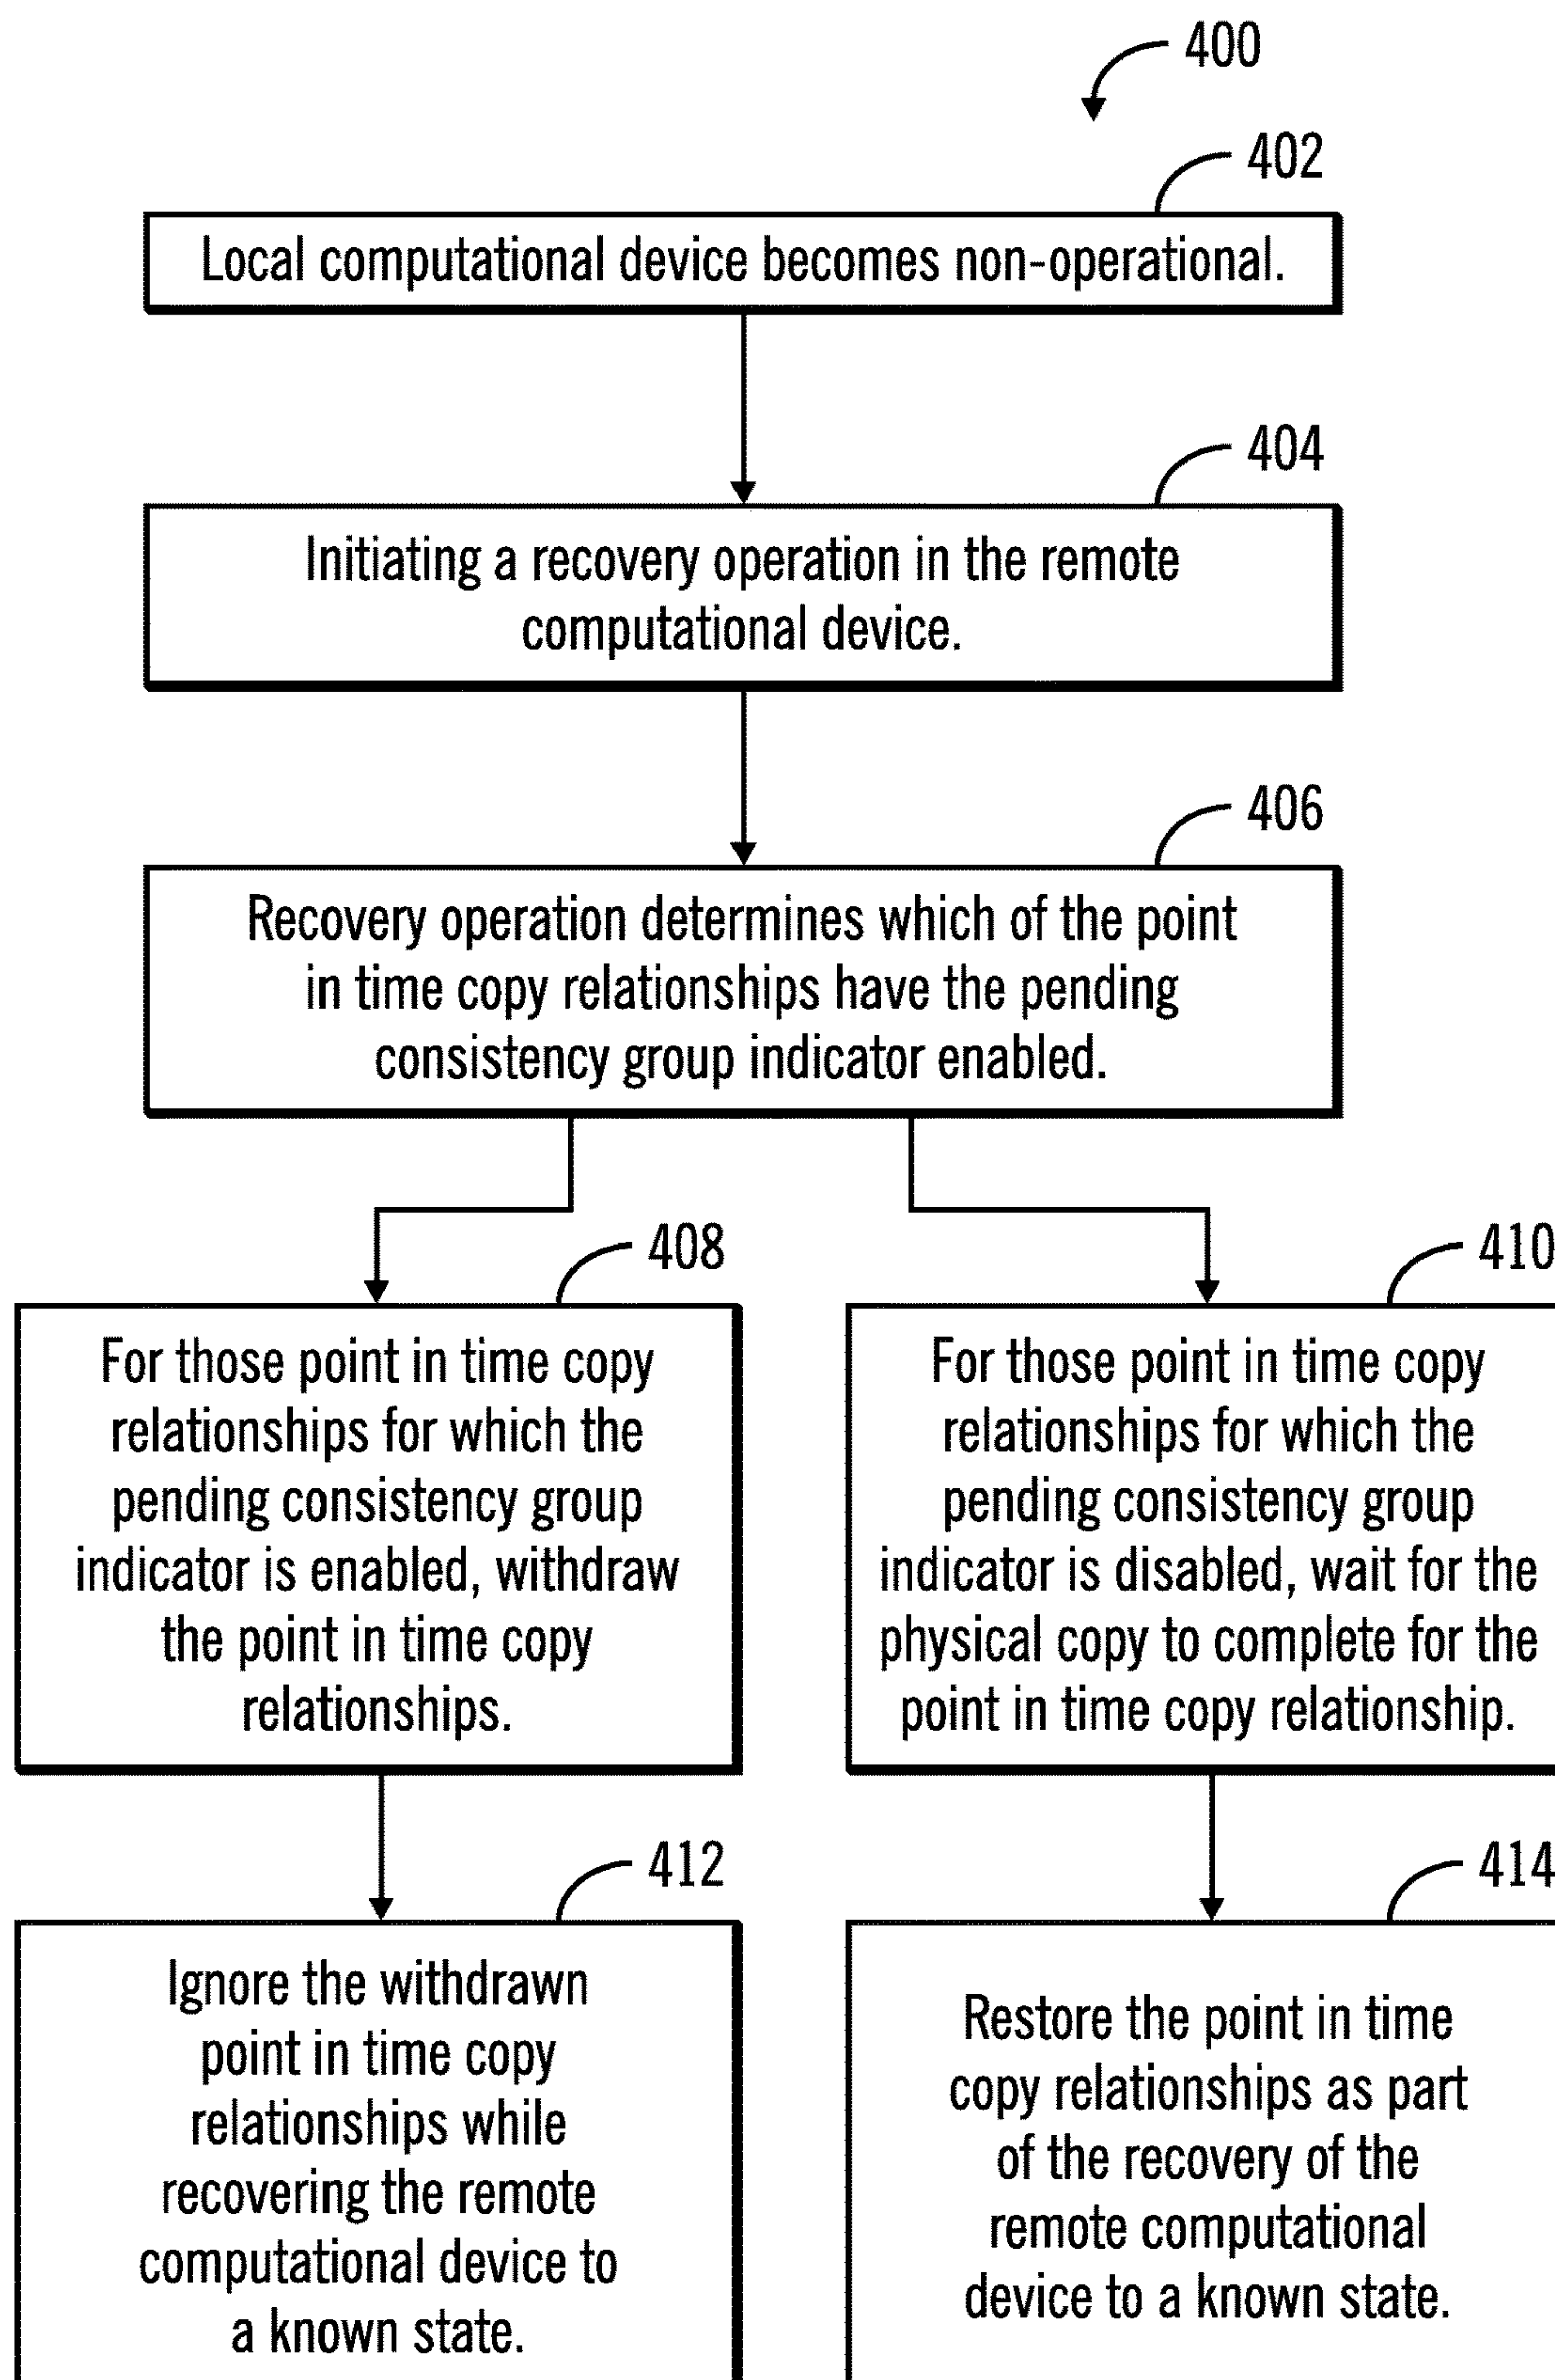 400
402
Local computational device becomes non-operational.
404
Initiating a recovery operation in the remote
computational device.
406
Recovery operation determines which of the point
in time copy relationships have the pending
consistency group indicator enabled.
408
For those point in time copy
relationships for which the
pending consistency group
indicator is enabled, withdraw
the point in time copy
relationships.
410
For those point in time copy
relationships for which the
pending consistency group
indicator is disabled, wait for the
physical copy to complete for the
point in time copy relationship.
412
Ignore the withdrawn
point in time copy
relationships while
recovering the remote
computational device to
a known state.
414
Restore the point in time
copy relationships as part
of the recovery of the
remote computational
device to a known state.